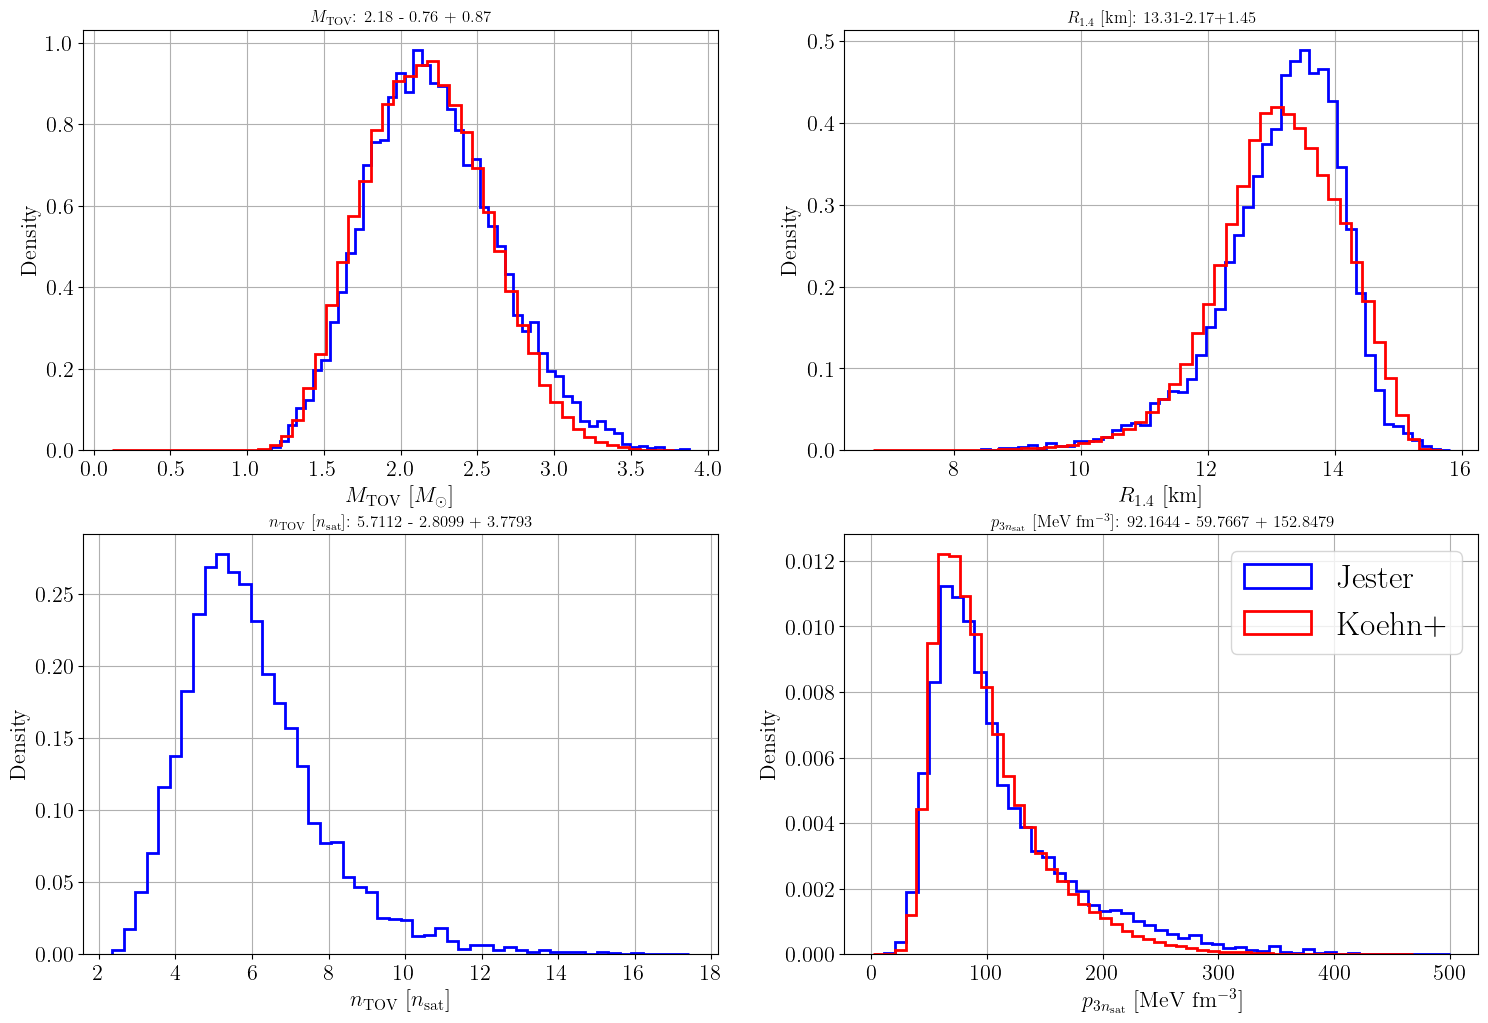 M_TOV: 2.18 - 0.76 + 0.87
1.0
0.8
0.6
0.4
0.2
0.0
Density
0.0 0.5 1.0 1.5 2.0 2.5 3.0 3.5 4.0
M_TOV [M_⊙]
R_1.4 [km]: 13.31-2.17+1.45
0.5
0.4
0.3
0.2
0.1
0.0
Density
8 10 12 14 16
R_1.4 [km]
n_TOV [n_sat]: 5.7112 - 2.8099 + 3.7793
0.25
0.20
0.15
0.10
0.05
0.00
Density
2 4 6 8 10 12 14 16 18
n_TOV [n_sat]
p_3n_sat [MeV fm⁻³]: 92.1644 - 59.7667 + 152.8479
0.012
0.010
0.008
0.006
0.004
0.002
0.000
Density
Jester
Koehn+
0 100 200 300 400 500
p_3n_sat [MeV fm⁻³]